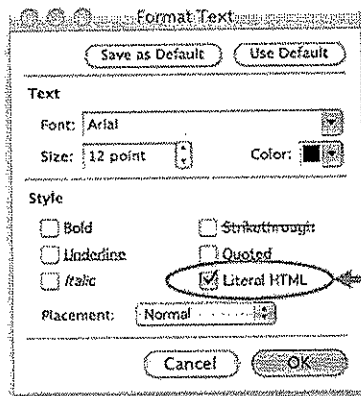 Format Text
Save as Default Use Default
Text
Font: Arial
Size: 12 point Color:
Style
Bold Strikethrough
Underline Quoted
Italic Literal HTML
Placement: Normal
Cancel OK